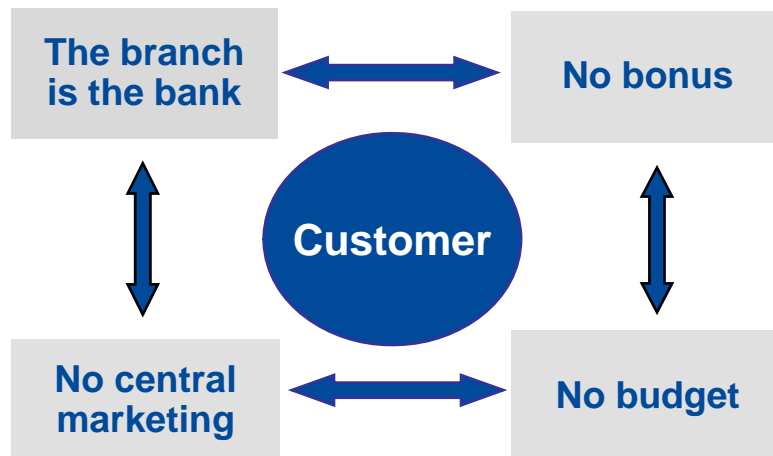 The branch
is the bank
No bonus
Customer
No central
marketing
No budget